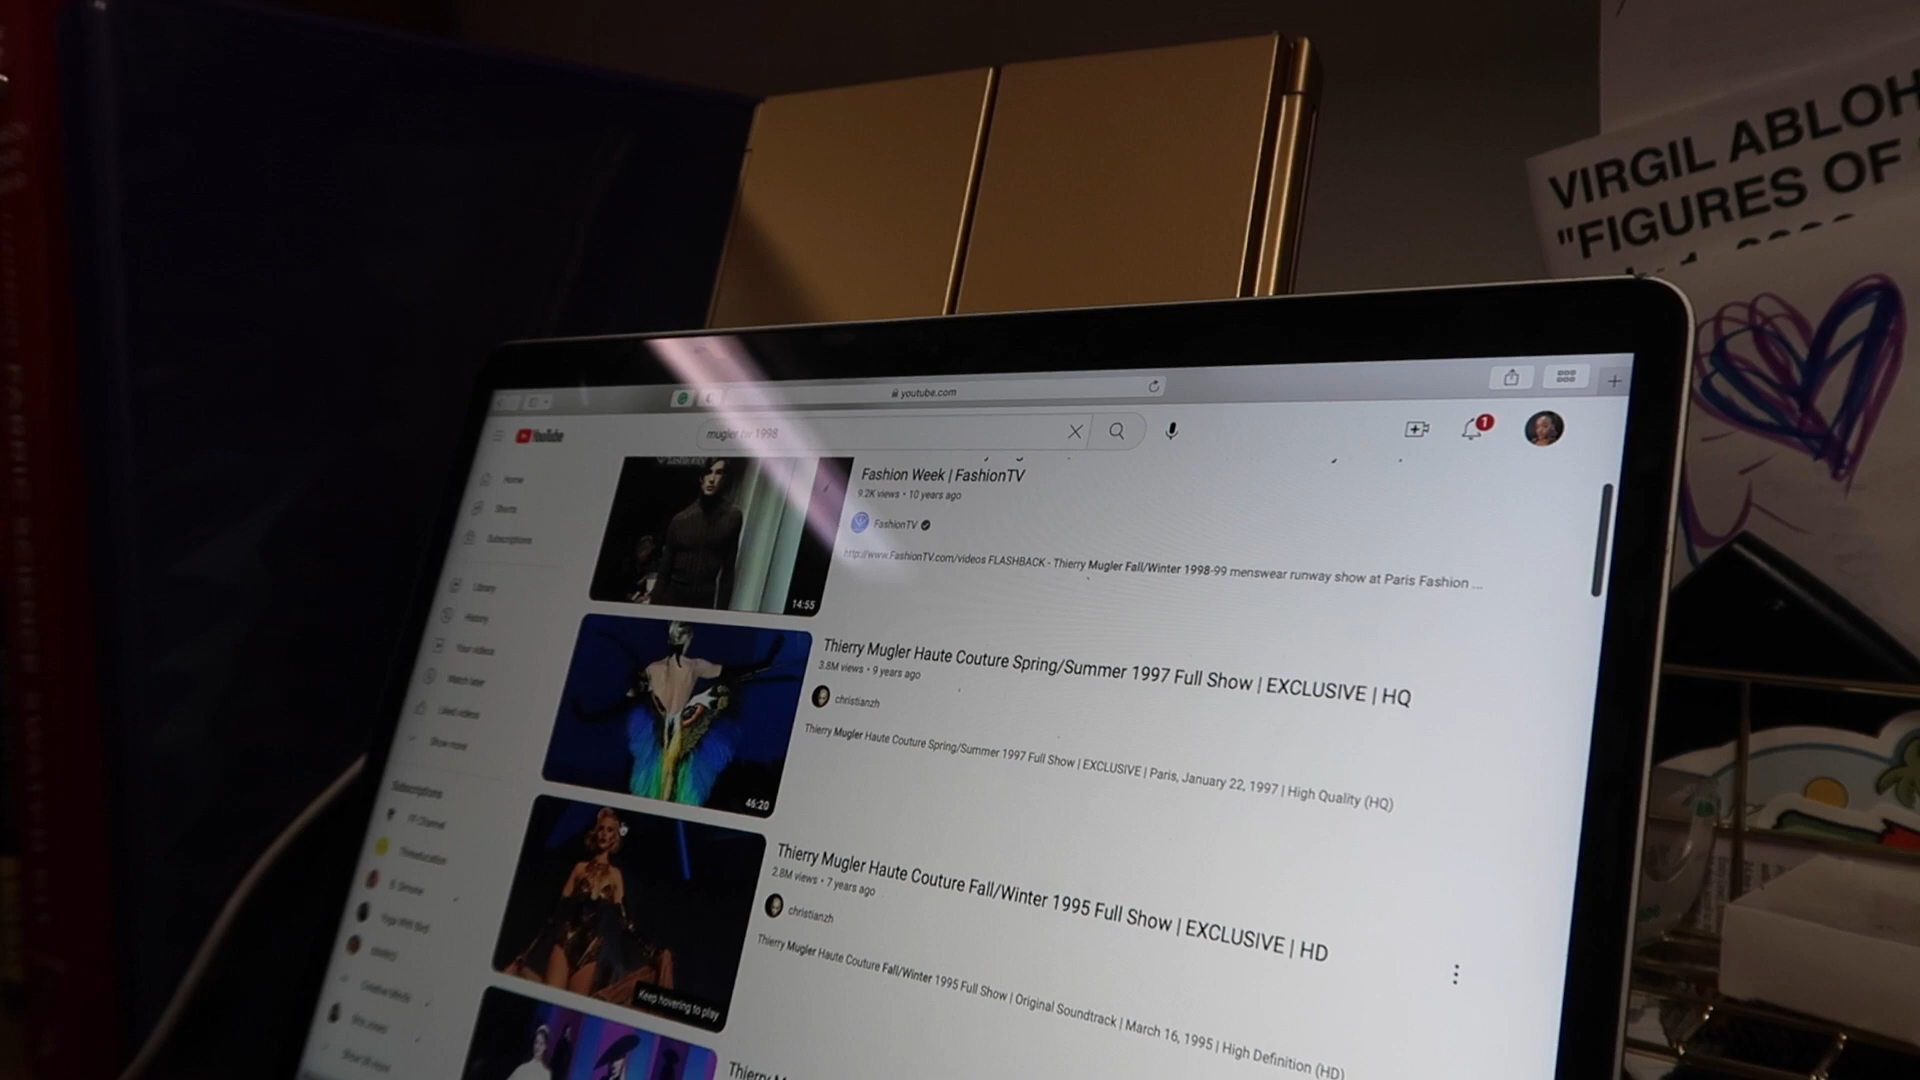 VIRGIL ABLOH
"FIGURES OF
youtube.com
YouTube
mugler 1998
1
Home
Shorts
Subscriptions
Library
History
Your videos
Watch later
Liked videos
Show more
Subscriptions
Fashion Week | FashionTV
9.2K views • 10 years ago
FashionTV
http://www.FashionTV.com/videos FLASHBACK - Thierry Mugler Fall/Winter 1998-99 menswear runway show at Paris Fashion ...
14:55
Thierry Mugler Haute Couture Spring/Summer 1997 Full Show | EXCLUSIVE | HQ
3.8M views • 9 years ago
christianzh
Thierry Mugler Haute Couture Spring/Summer 1997 Full Show | EXCLUSIVE | Paris, January 22, 1997 | High Quality (HQ)
46:20
Thierry Mugler Haute Couture Fall/Winter 1995 Full Show | EXCLUSIVE | HD
2.8M views • 7 years ago
christianzh
Thierry Mugler Haute Couture Fall/Winter 1995 Full Show | Original Soundtrack | March 16, 1995 | High Definition (HD)
Keep hovering to play